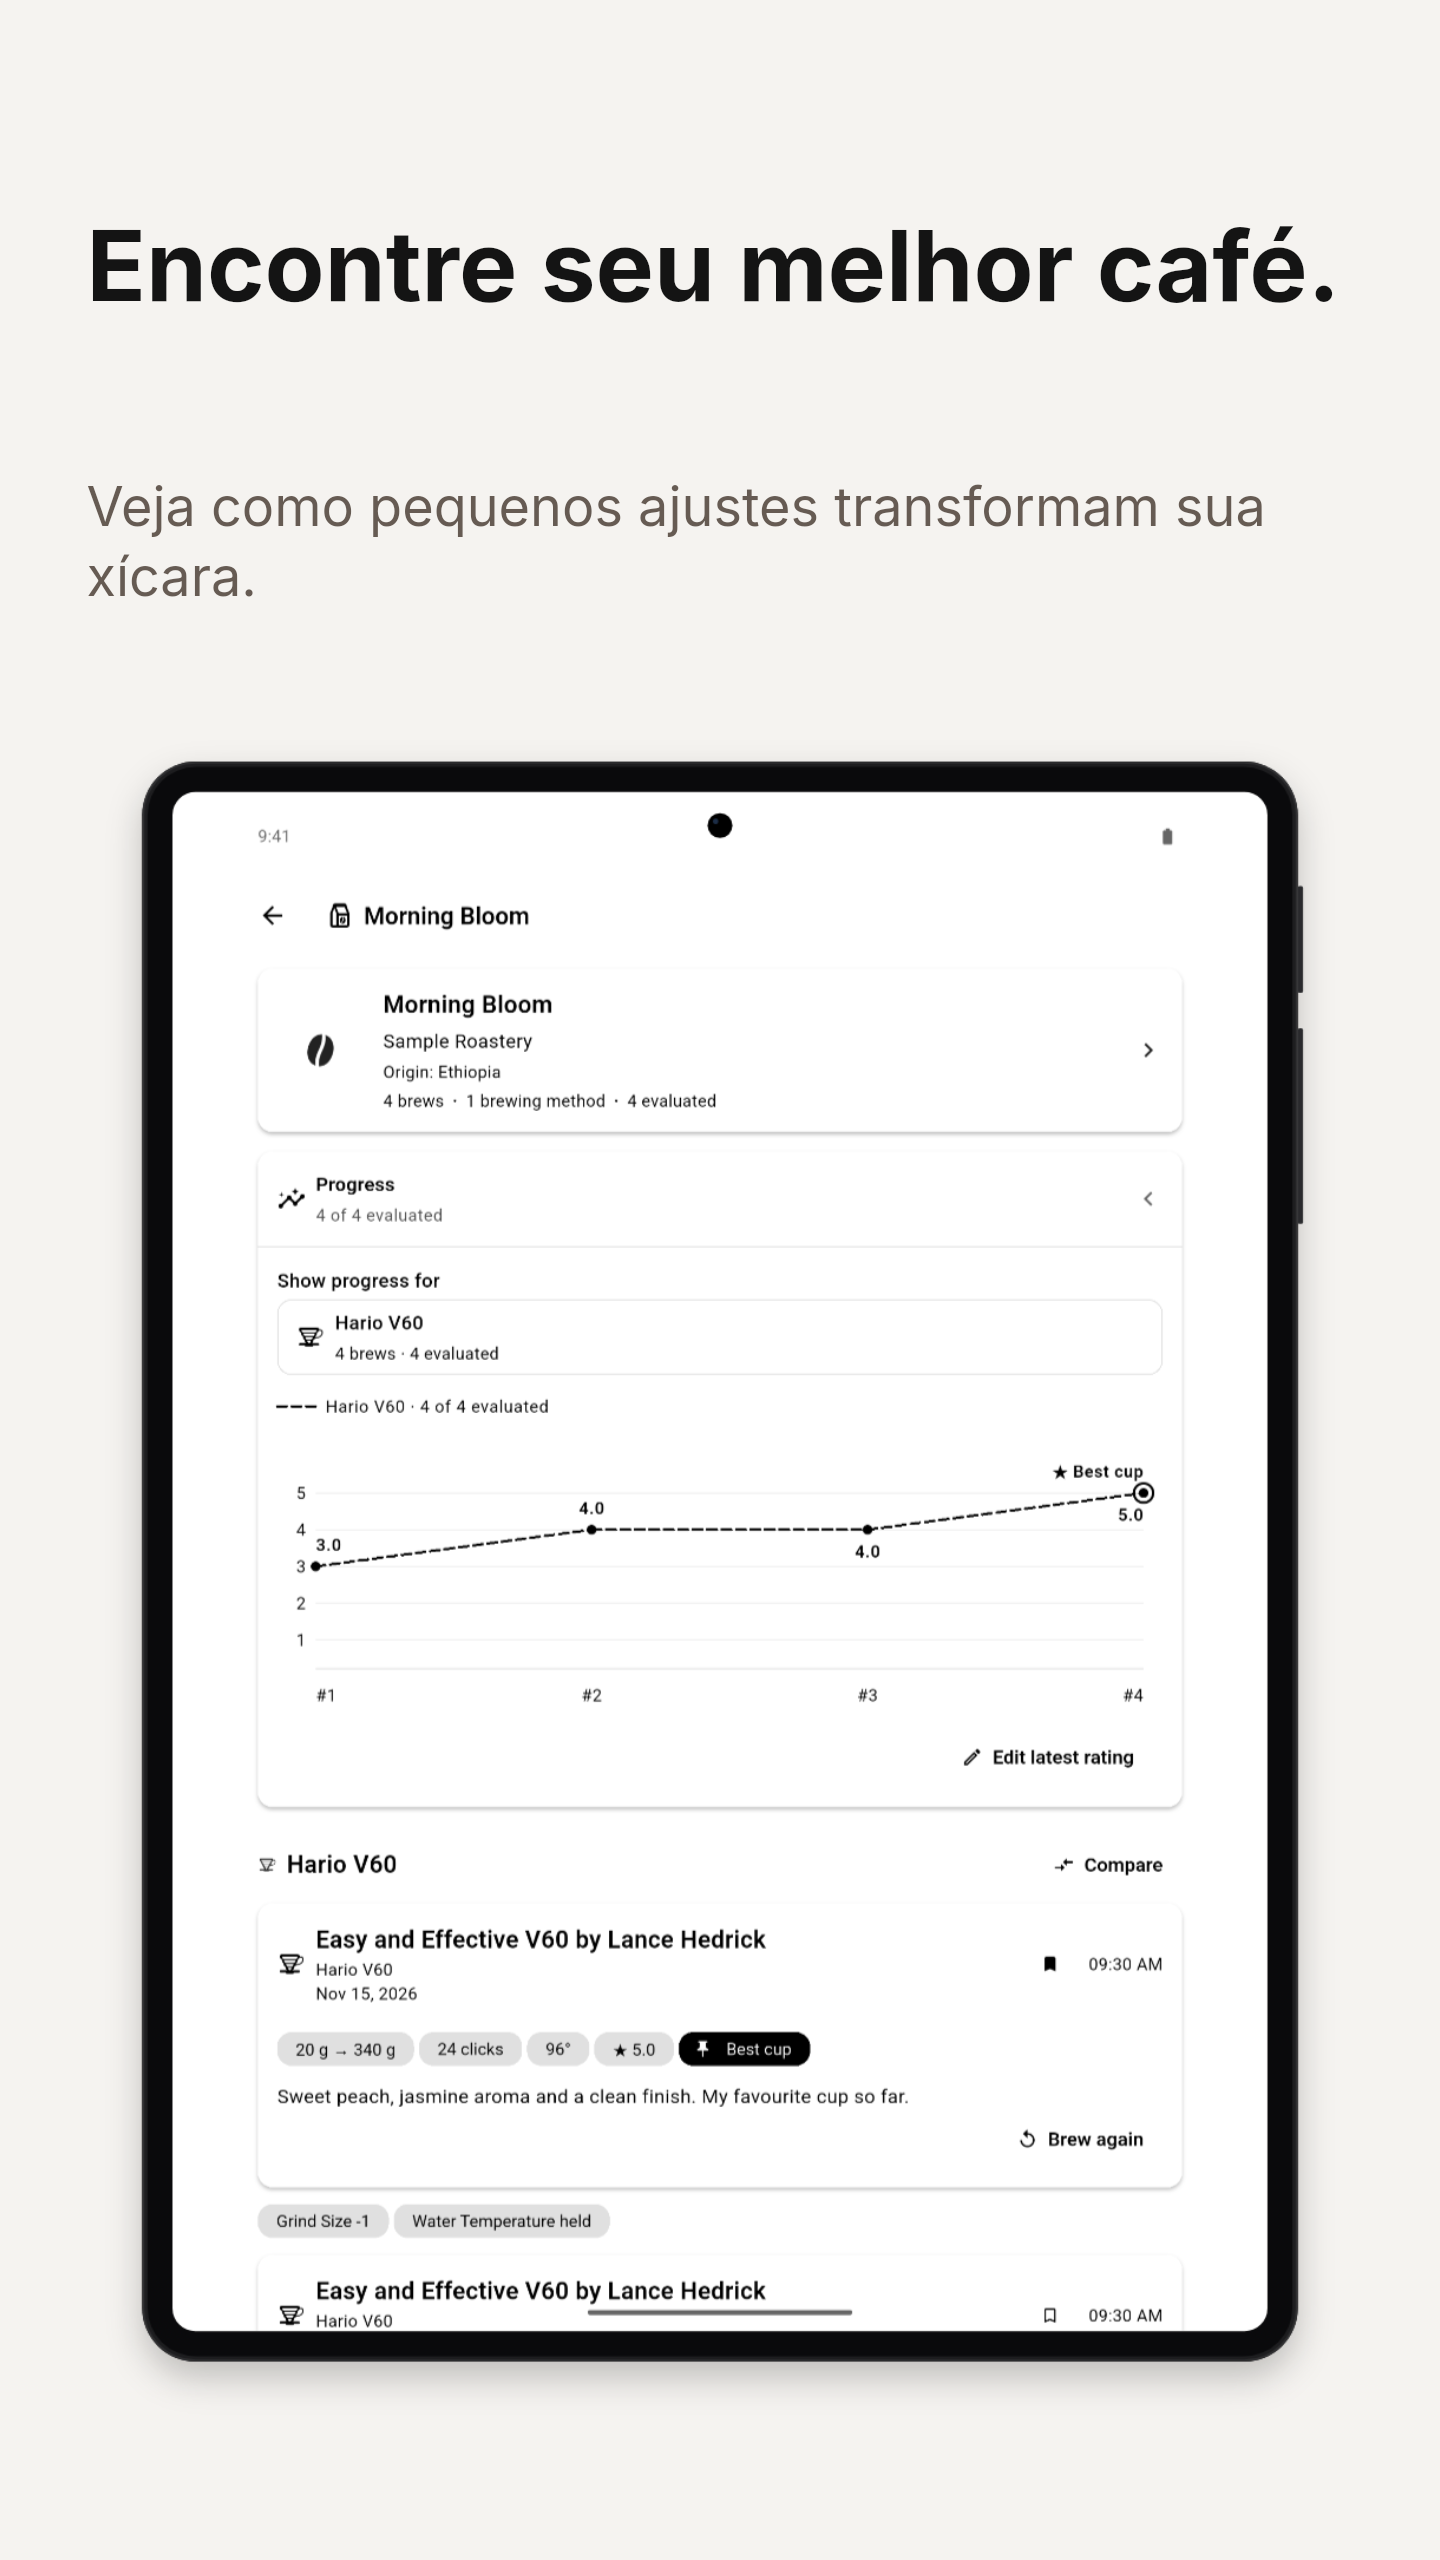 Encontre seu melhor café.
Veja como pequenos ajustes transformam sua
xícara.
9:41
Morning Bloom
Morning Bloom
Sample Roastery
Origin: Ethiopia
4 brews · 1 brewing method · 4 evaluated
Progress
4 of 4 evaluated
Show progress for
Hario V60
4 brews · 4 evaluated
Hario V60 · 4 of 4 evaluated
★ Best cup
5
4
3
2
1
3.0
4.0
4.0
5.0
#1 #2 #3 #4
Edit latest rating
Hario V60
Compare
Easy and Effective V60 by Lance Hedrick
Hario V60
Nov 15, 2026
09:30 AM
20 g → 340 g 24 clicks 96° ★ 5.0 Best cup
Sweet peach, jasmine aroma and a clean finish. My favourite cup so far.
Brew again
Grind Size -1 Water Temperature held
Easy and Effective V60 by Lance Hedrick
Hario V60
09:30 AM